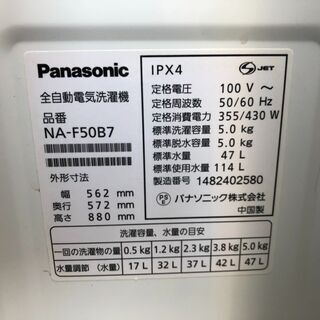 Panasonic
全自動電気洗濯機
品番
NA-F50B7
外形寸法
幅 562 mm
奥行 572 mm
高さ 880 mm
IPX4
S JET
定格電圧 100 V ～
定格周波数 50/60 Hz
定格消費電力 355/430 W
標準洗濯容量 5.0 kg
標準脱水容量 5.0 kg
標準水量 47 L
標準使用水量 114 L
製造番号 1482402580
PS E パナソニック株式会社
中国製
洗濯容量、水量の目安
一回の洗濯物の量 0.5 kg 1.2 kg 2.3 kg 3.8 kg 5.0 kg
水量調節（水量） 17 L 32 L 37 L 42 L 47 L